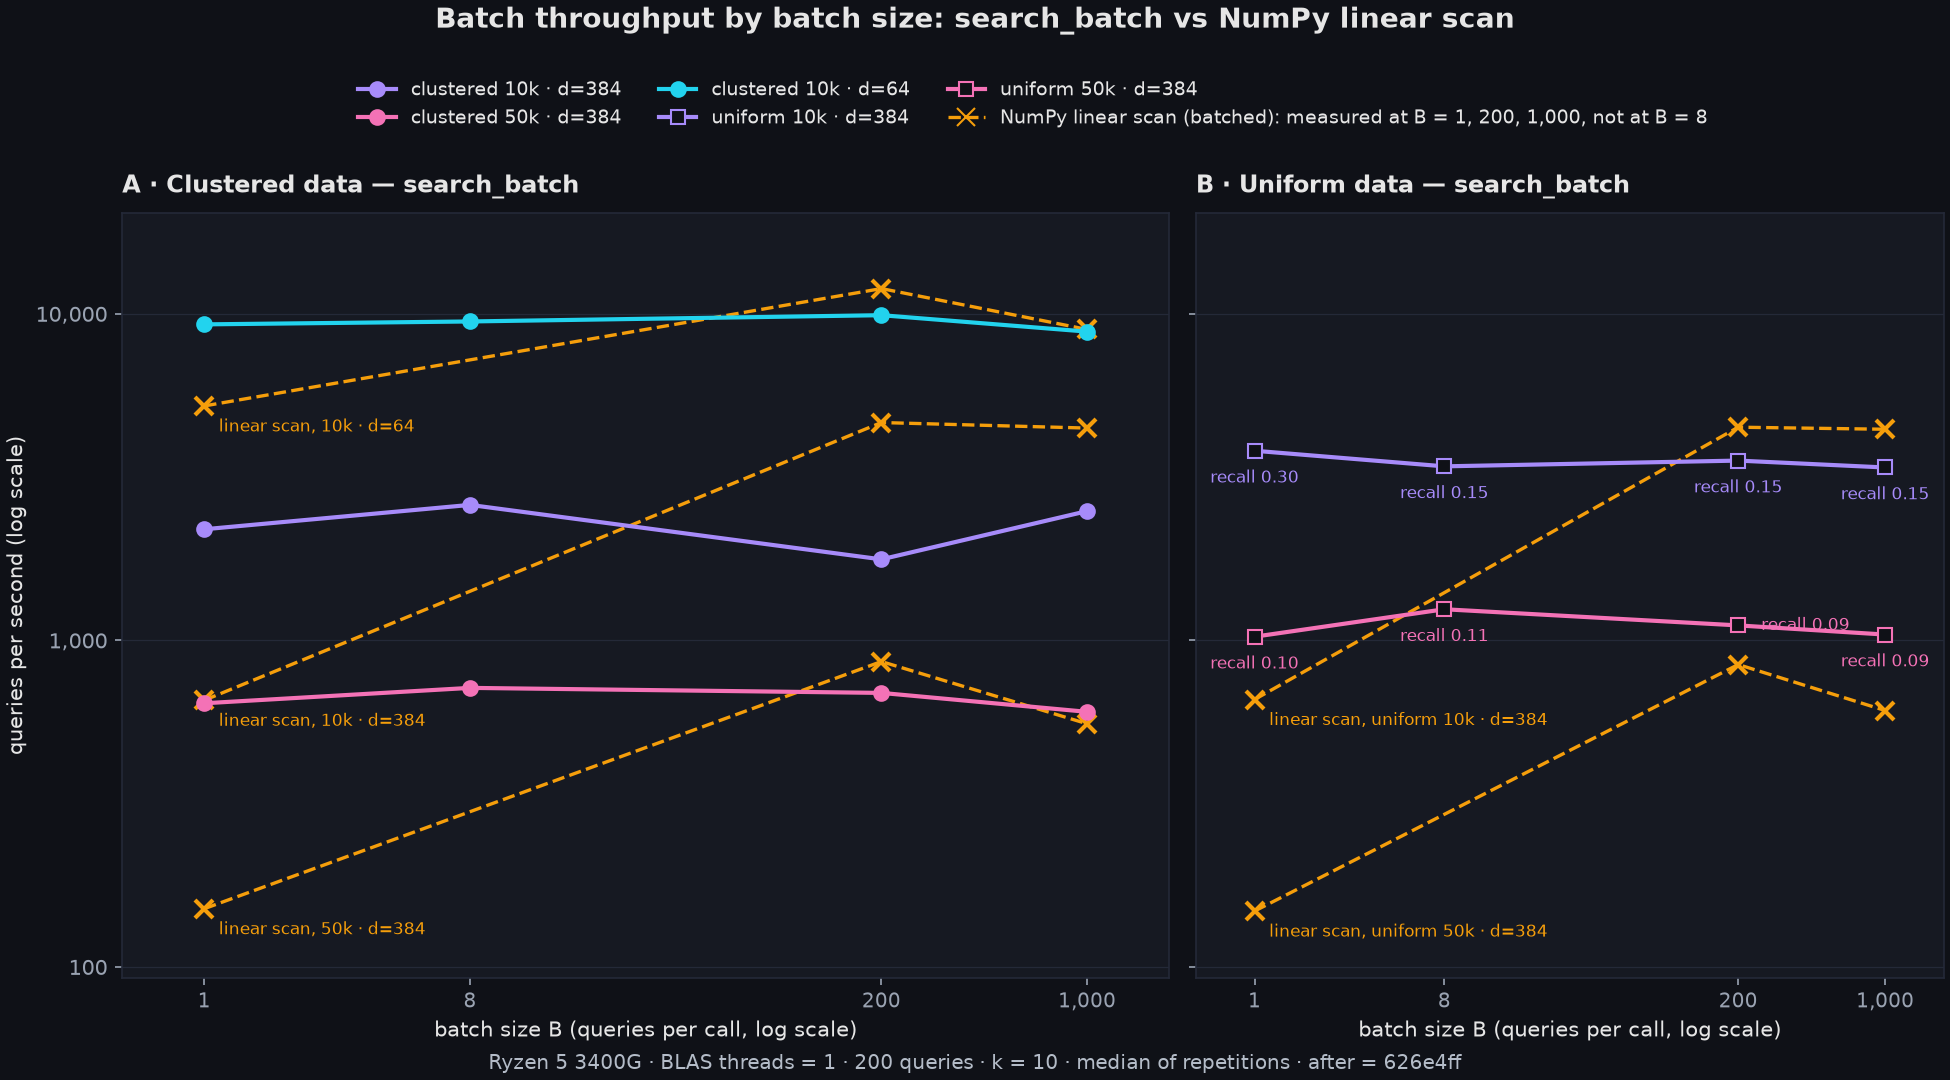 Batch throughput by batch size: search_batch vs NumPy linear scan
clustered 10k · d=384
clustered 50k · d=384
clustered 10k · d=64
uniform 10k · d=384
uniform 50k · d=384
NumPy linear scan (batched): measured at B = 1, 200, 1,000, not at B = 8
A · Clustered data — search_batch
queries per second (log scale)
10,000
1,000
100
linear scan, 10k · d=64
linear scan, 10k · d=384
linear scan, 50k · d=384
1
8
200
1,000
batch size B (queries per call, log scale)
B · Uniform data — search_batch
recall 0.30
recall 0.15
recall 0.15
recall 0.15
recall 0.10
recall 0.11
recall 0.09
recall 0.09
linear scan, uniform 10k · d=384
linear scan, uniform 50k · d=384
1
8
200
1,000
batch size B (queries per call, log scale)
Ryzen 5 3400G · BLAS threads = 1 · 200 queries · k = 10 · median of repetitions · after = 626e4ff